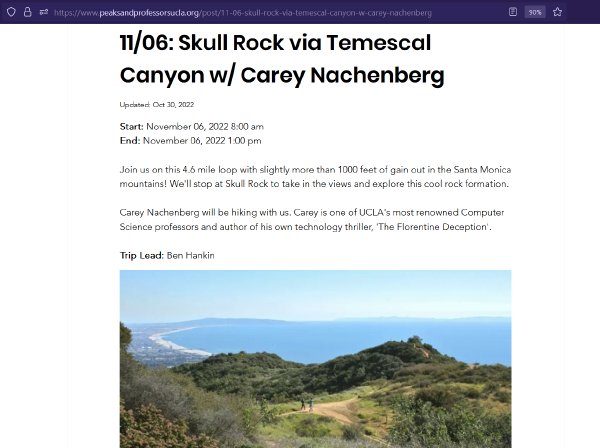 https://www.peaksandprofessorsucla.org/post/11-06-skull-rock-via-temescal-canyon-w-carey-nachenberg
90%
11/06: Skull Rock via Temescal
Canyon w/ Carey Nachenberg
Updated: Oct 30, 2022
Start: November 06, 2022 8:00 am
End: November 06, 2022 1:00 pm
Join us on this 4.6 mile loop with slightly more than 1000 feet of gain out in the Santa Monica
mountains! We'll stop at Skull Rock to take in the views and explore this cool rock formation.
Carey Nachenberg will be hiking with us. Carey is one of UCLA's most renowned Computer
Science professors and author of his own technology thriller, 'The Florentine Deception'.
Trip Lead: Ben Hankin